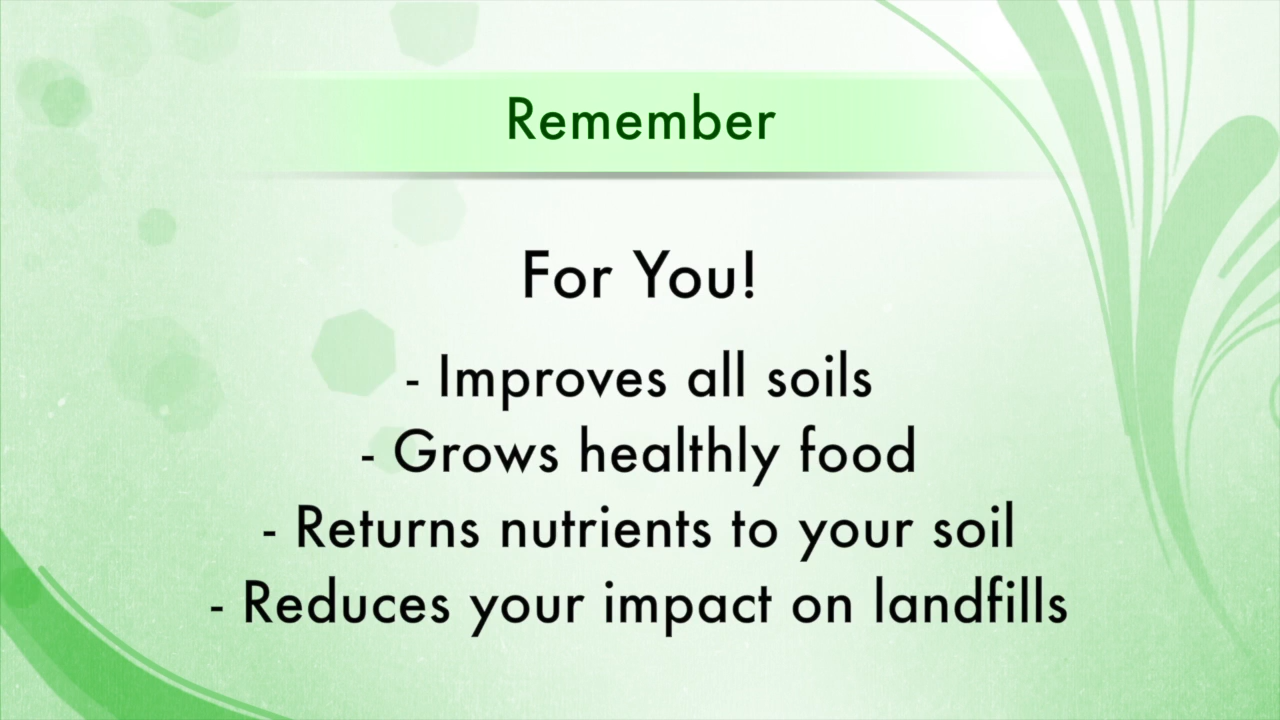 Remember
For You!
- Improves all soils
- Grows healthly food
- Returns nutrients to your soil
- Reduces your impact on landfills